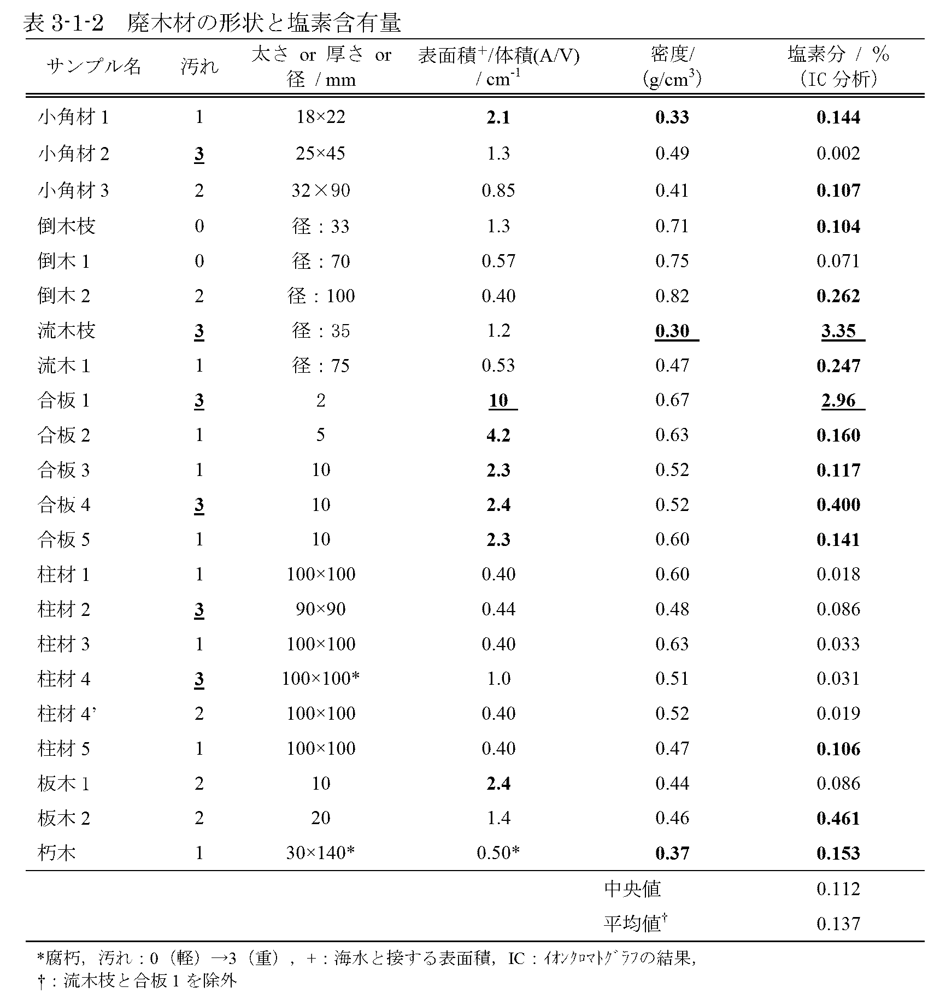 表 3-1-2　廃木材の形状と塩素含有量
サンプル名 汚れ 太さ or 厚さ or 径 / mm 表面積⁺/体積(A/V) / cm⁻¹ 密度/ (g/cm³) 塩素分 / % (IC 分析)
小角材 1 1 18×22 2.1 0.33 0.144
小角材 2 3 25×45 1.3 0.49 0.002
小角材 3 2 32×90 0.85 0.41 0.107
倒木枝 0 径：33 1.3 0.71 0.104
倒木 1 0 径：70 0.57 0.75 0.071
倒木 2 2 径：100 0.40 0.82 0.262
流木枝 3 径：35 1.2 0.30 3.35
流木 1 1 径：75 0.53 0.47 0.247
合板 1 3 2 10 0.67 2.96
合板 2 1 5 4.2 0.63 0.160
合板 3 1 10 2.3 0.52 0.117
合板 4 3 10 2.4 0.52 0.400
合板 5 1 10 2.3 0.60 0.141
柱材 1 1 100×100 0.40 0.60 0.018
柱材 2 3 90×90 0.44 0.48 0.086
柱材 3 1 100×100 0.40 0.63 0.033
柱材 4 3 100×100* 1.0 0.51 0.031
柱材 4’ 2 100×100 0.40 0.52 0.019
柱材 5 1 100×100 0.40 0.47 0.106
板木 1 2 10 2.4 0.44 0.086
板木 2 2 20 1.4 0.46 0.461
朽木 1 30×140* 0.50* 0.37 0.153
中央値 0.112
平均値† 0.137
*腐朽，汚れ：0（軽）→3（重），+：海水と接する表面積，IC：ｲｵﾝｸﾛﾏﾄｸﾞﾗﾌの結果，
†：流木枝と合板 1 を除外